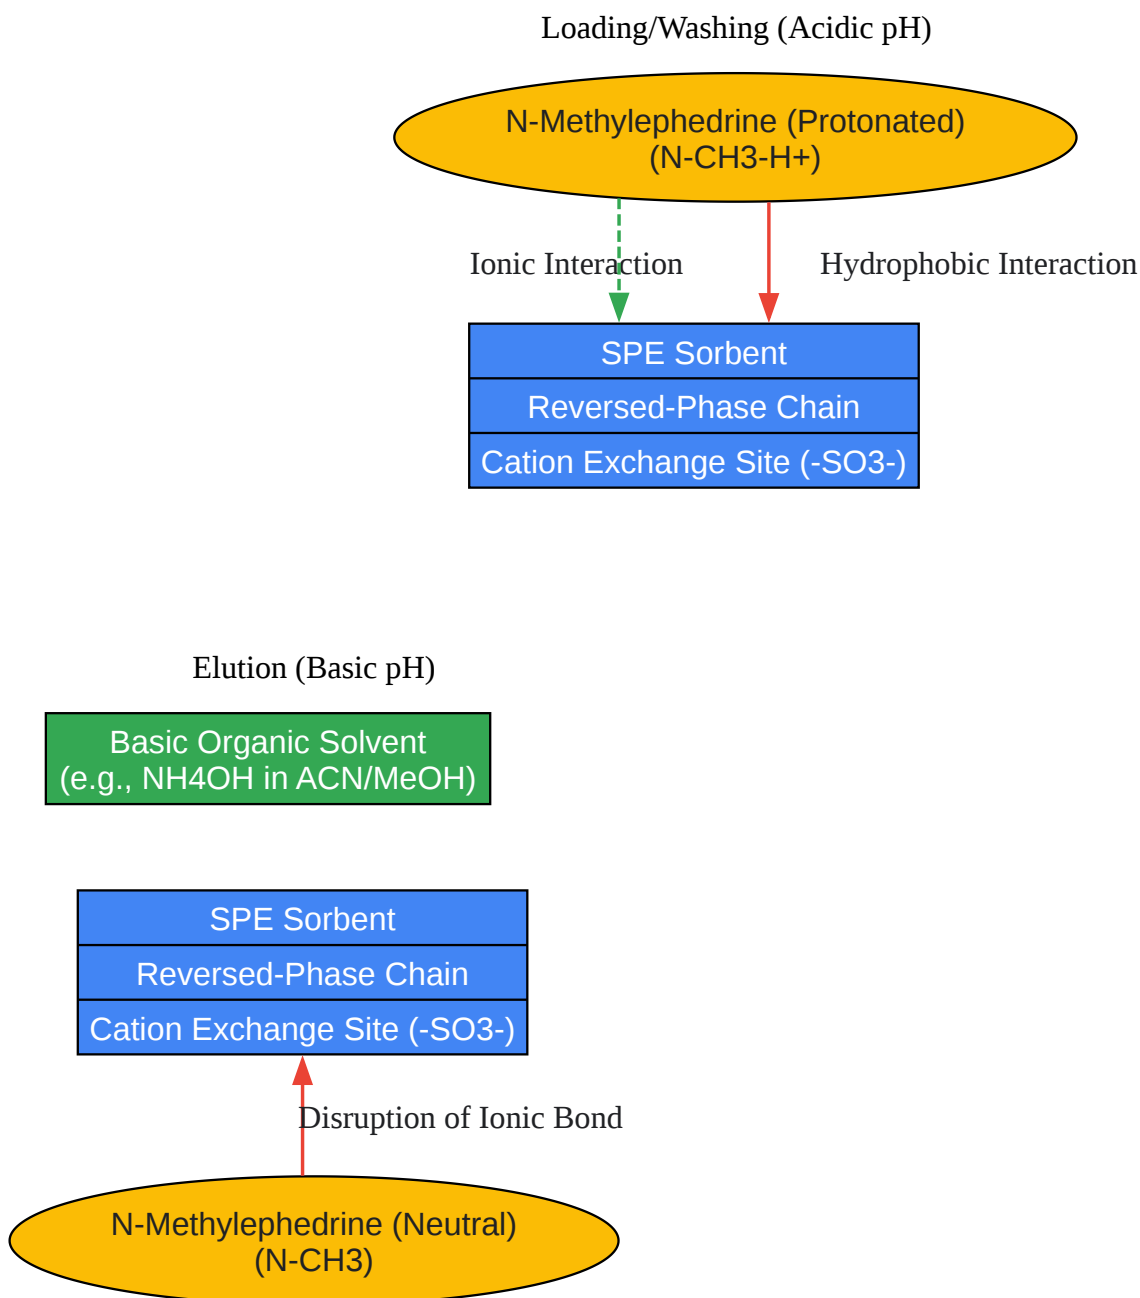 Loading/Washing (Acidic pH)
N-Methylephedrine (Protonated)
(N-CH3-H+)
Ionic Interaction
Hydrophobic Interaction
SPE Sorbent
Reversed-Phase Chain
Cation Exchange Site (-SO3-)
Elution (Basic pH)
Basic Organic Solvent
(e.g., NH4OH in ACN/MeOH)
SPE Sorbent
Reversed-Phase Chain
Cation Exchange Site (-SO3-)
Disruption of Ionic Bond
N-Methylephedrine (Neutral)
(N-CH3)